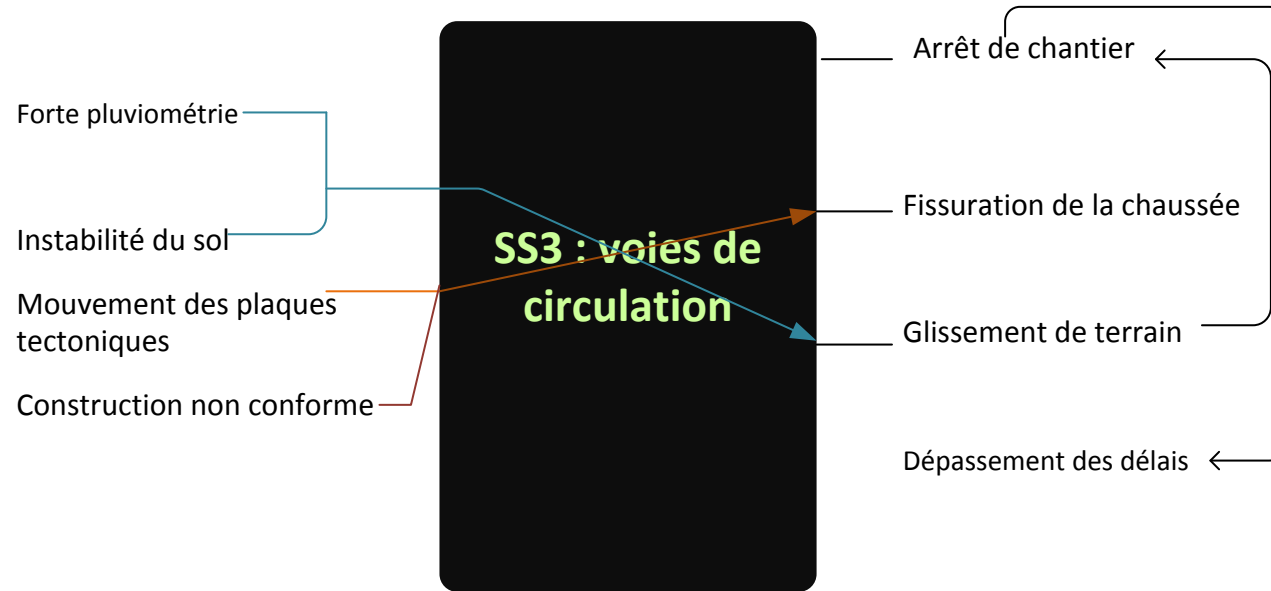 Forte pluviométrie
Instabilité du sol
Mouvement des plaques
tectoniques
Construction non conforme
SS3 : voies de
circulation
Arrêt de chantier
Fissuration de la chaussée
Glissement de terrain
Dépassement des délais